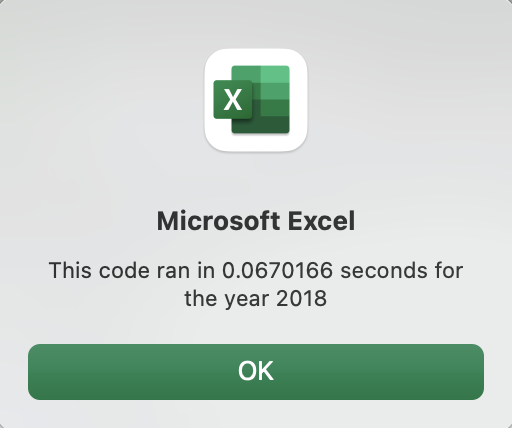 X
Microsoft Excel
This code ran in 0.0670166 seconds for
the year 2018
OK